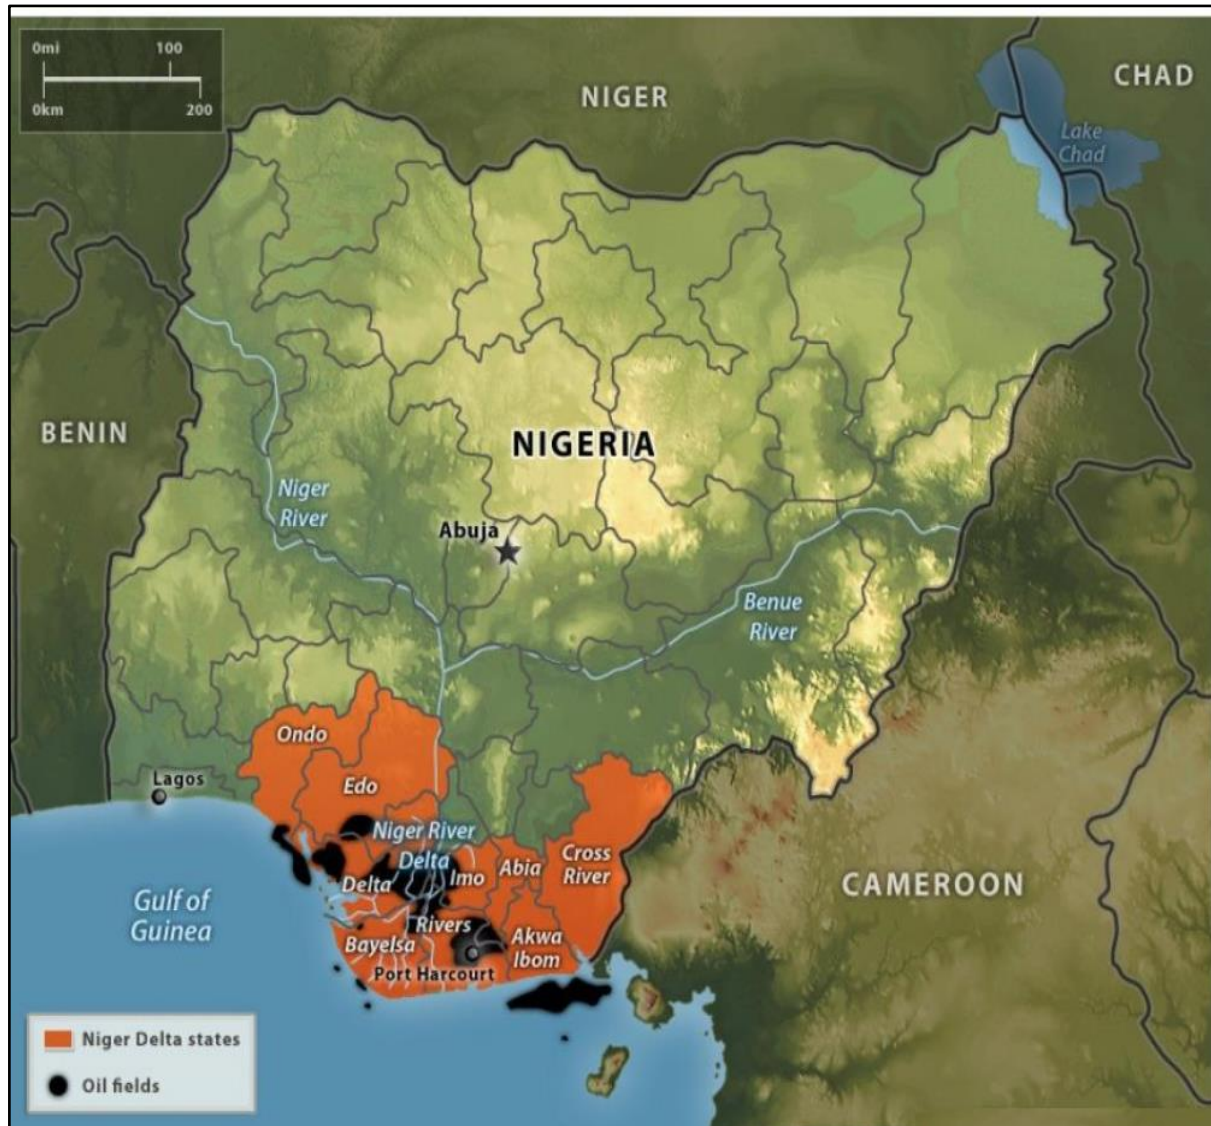 0mi 100
0km 200
NIGER
CHAD
Lake
Chad
BENIN
NIGERIA
Niger
River
Abuja
Benue
River
Ondo
Lagos
Edo
Niger River
Delta
Delta
Imo
Abia
Cross
River
Gulf of
Guinea
CAMEROON
Rivers
Bayelsa
Akwa
Ibom
Port Harcourt
Niger Delta states
Oil fields